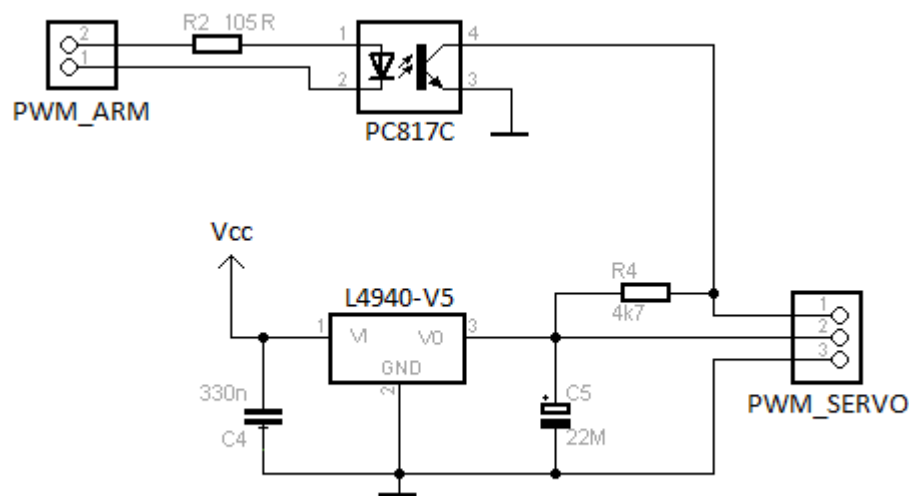 2
1
PWM_ARM
R2 105R
1
2
4
3
PC817C
Vcc
L4940-V5
1
VI
VO
3
GND
2
330n
C4
+
C5
22M
R4
4k7
1
2
3
PWM_SERVO